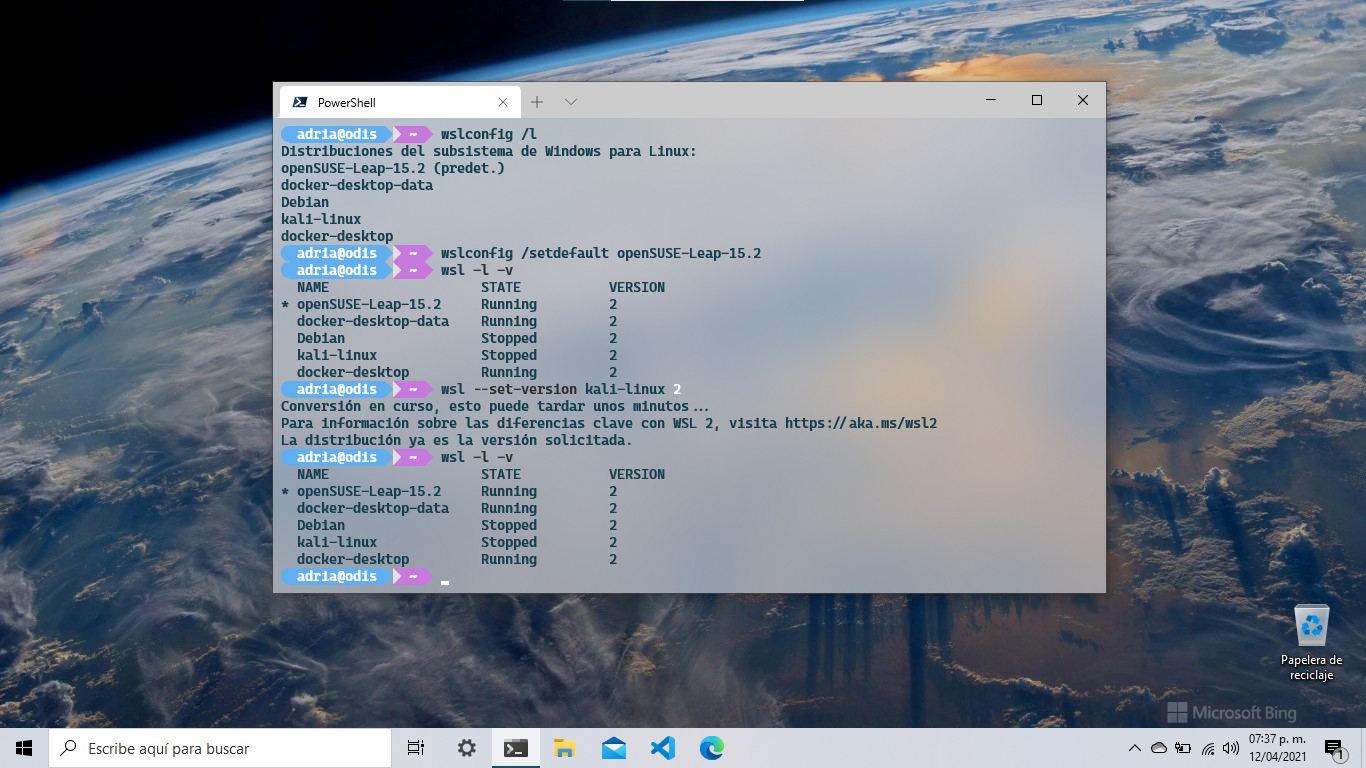 PowerShell
adria@odis ~ wslconfig /l
Distribuciones del subsistema de Windows para Linux:
openSUSE-Leap-15.2 (predet.)
docker-desktop-data
Debian
kali-linux
docker-desktop
adria@odis ~ wslconfig /setdefault openSUSE-Leap-15.2
adria@odis ~ wsl -l -v
NAME STATE VERSION
* openSUSE-Leap-15.2 Running 2
docker-desktop-data Running 2
Debian Stopped 2
kali-linux Stopped 2
docker-desktop Running 2
adria@odis ~ wsl --set-version kali-linux 2
Conversión en curso, esto puede tardar unos minutos...
Para información sobre las diferencias clave con WSL 2, visita https://aka.ms/wsl2
La distribución ya es la versión solicitada.
adria@odis ~ wsl -l -v
NAME STATE VERSION
* openSUSE-Leap-15.2 Running 2
docker-desktop-data Running 2
Debian Stopped 2
kali-linux Stopped 2
docker-desktop Running 2
adria@odis ~
Papelera de
reciclaje
Microsoft Bing
Escribe aquí para buscar
07:37 p. m.
12/04/2021
1